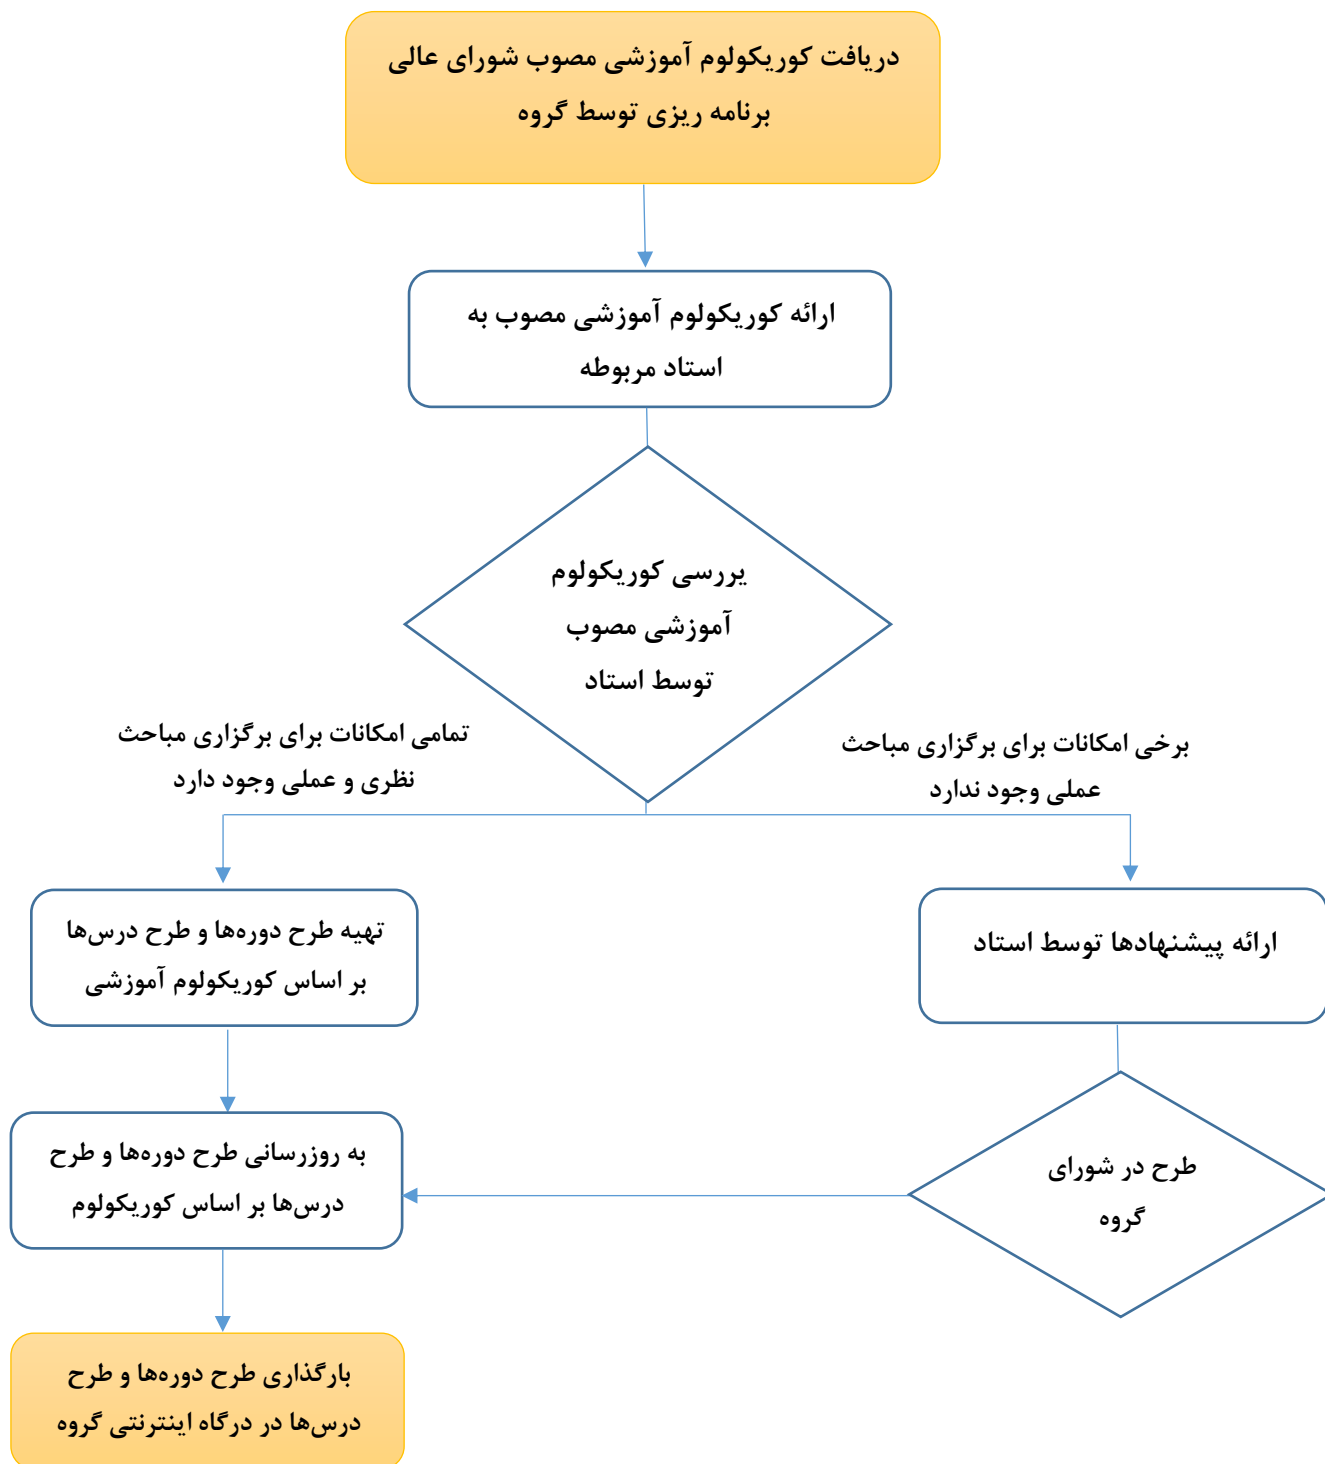 دریافت کوریکولوم آموزشی مصوب شورای عالی
برنامه ریزی توسط گروه
ارائه کوریکولوم آموزشی مصوب به
استاد مربوطه
یررسی کوریکولوم
آموزشی مصوب
توسط استاد
برخی امکانات برای برگزاری مباحث
عملی وجود ندارد
تمامی امکانات برای برگزاری مباحث
نظری و عملی وجود دارد
ارائه پیشنهادها توسط استاد
تهیه طرح دوره‌ها و طرح درس‌ها
بر اساس کوریکولوم آموزشی
طرح در شورای
گروه
به روزرسانی طرح دوره‌ها و طرح
درس‌ها بر اساس کوریکولوم
بارگذاری طرح دوره‌ها و طرح
درس‌ها در درگاه اینترنتی گروه